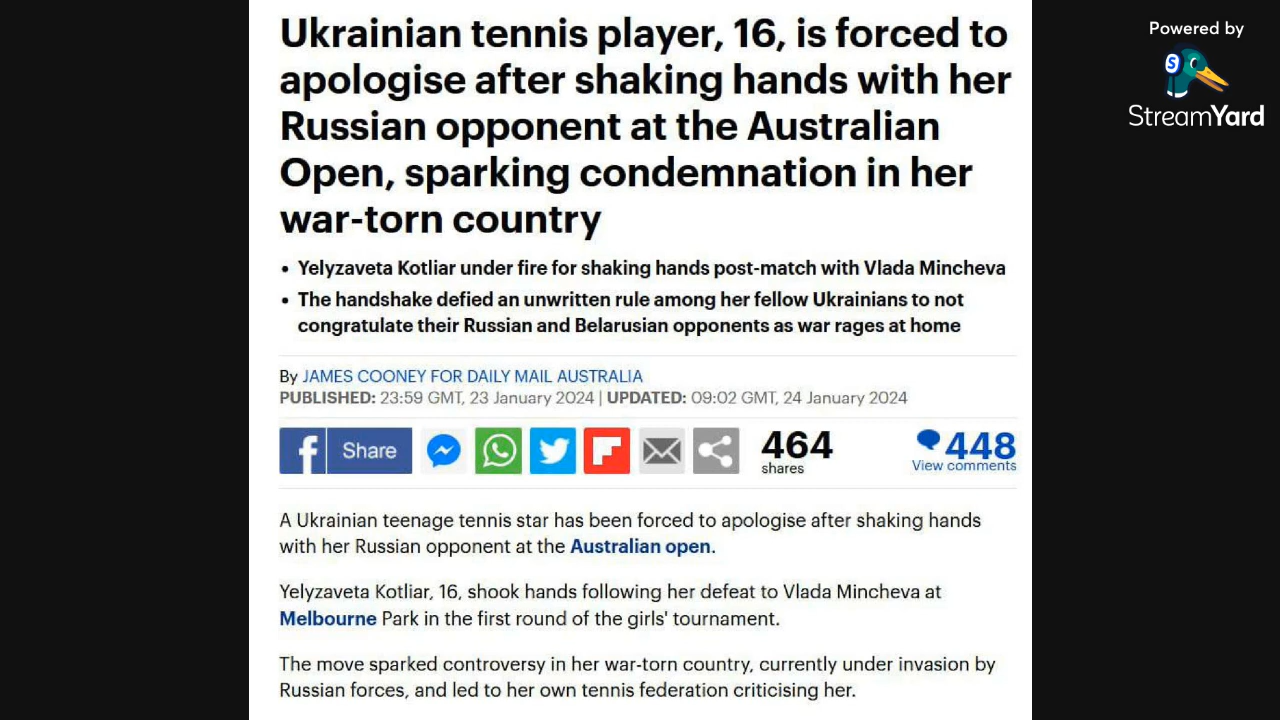 Ukrainian tennis player, 16, is forced to
apologise after shaking hands with her
Russian opponent at the Australian
Open, sparking condemnation in her
war-torn country
• Yelyzaveta Kotliar under fire for shaking hands post-match with Vlada Mincheva
• The handshake defied an unwritten rule among her fellow Ukrainians to not
congratulate their Russian and Belarusian opponents as war rages at home
By JAMES COONEY FOR DAILY MAIL AUSTRALIA
PUBLISHED: 23:59 GMT, 23 January 2024 | UPDATED: 09:02 GMT, 24 January 2024
f Share
464
shares
448
View comments
A Ukrainian teenage tennis star has been forced to apologise after shaking hands
with her Russian opponent at the Australian open.
Yelyzaveta Kotliar, 16, shook hands following her defeat to Vlada Mincheva at
Melbourne Park in the first round of the girls' tournament.
The move sparked controversy in her war-torn country, currently under invasion by
Russian forces, and led to her own tennis federation criticising her.
Powered by
S
StreamYard